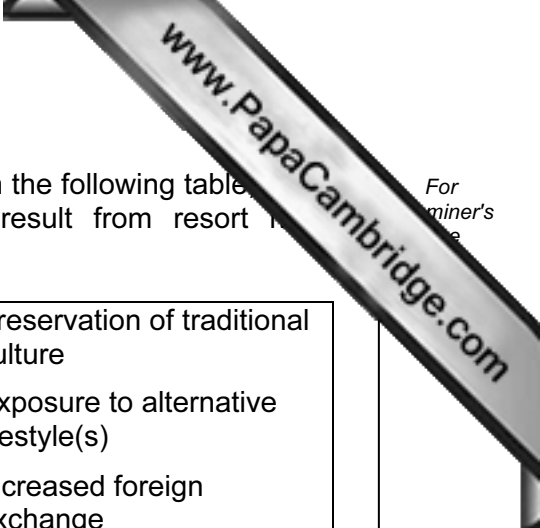 www.PapaCambridge.com
the following table,
result from resort
For
miner's
reservation of traditional
ulture
xposure to alternative
estyle(s)
creased foreign
xchange